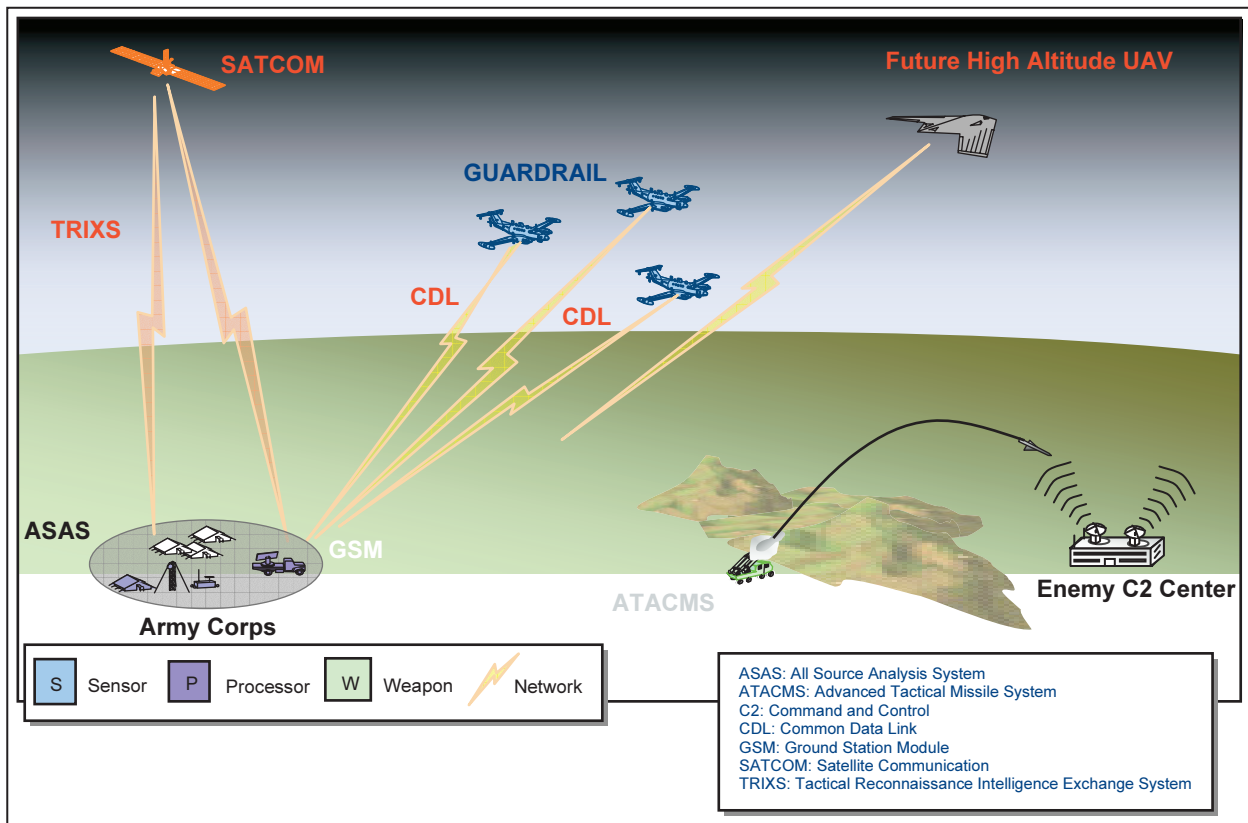 SATCOM
Future High Altitude UAV
GUARDRAIL
TRIXS
CDL
CDL
ASAS
GSM
ATACMS
Enemy C2 Center
Army Corps
S Sensor P Processor W Weapon Network
ASAS: All Source Analysis System
ATACMS: Advanced Tactical Missile System
C2: Command and Control
CDL: Common Data Link
GSM: Ground Station Module
SATCOM: Satellite Communication
TRIXS: Tactical Reconnaissance Intelligence Exchange System